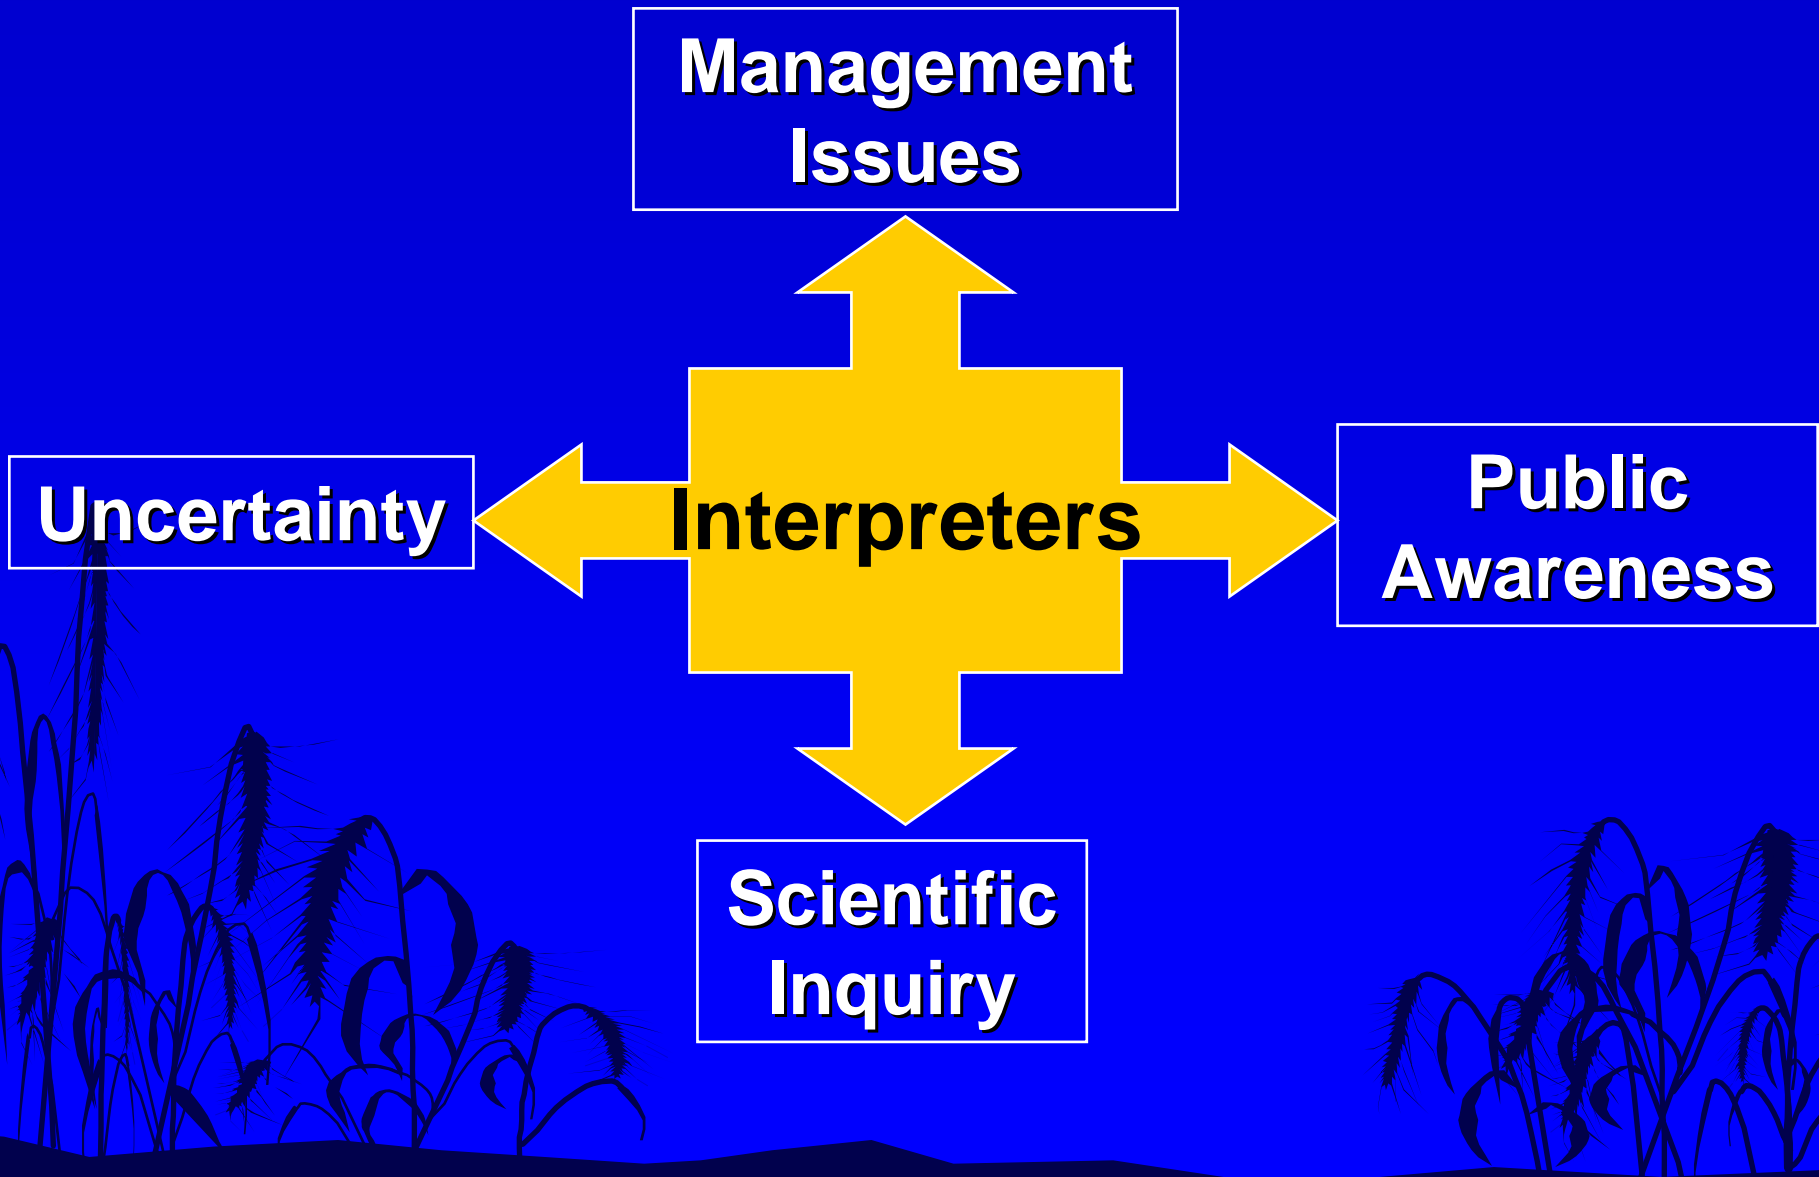 Management
Issues
Uncertainty
Interpreters
Public
Awareness
Scientific
Inquiry